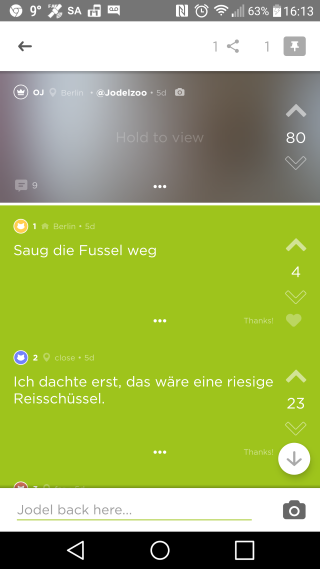 9° SA 63% 16:13
1 1
OJ Berlin • @Jodelzoo • 5d
Hold to view
80
9
1 Berlin • 5d
Saug die Fussel weg
4
Thanks!
2 close • 5d
Ich dachte erst, das wäre eine riesige
Reisschüssel.
23
Thanks!
Jodel back here...